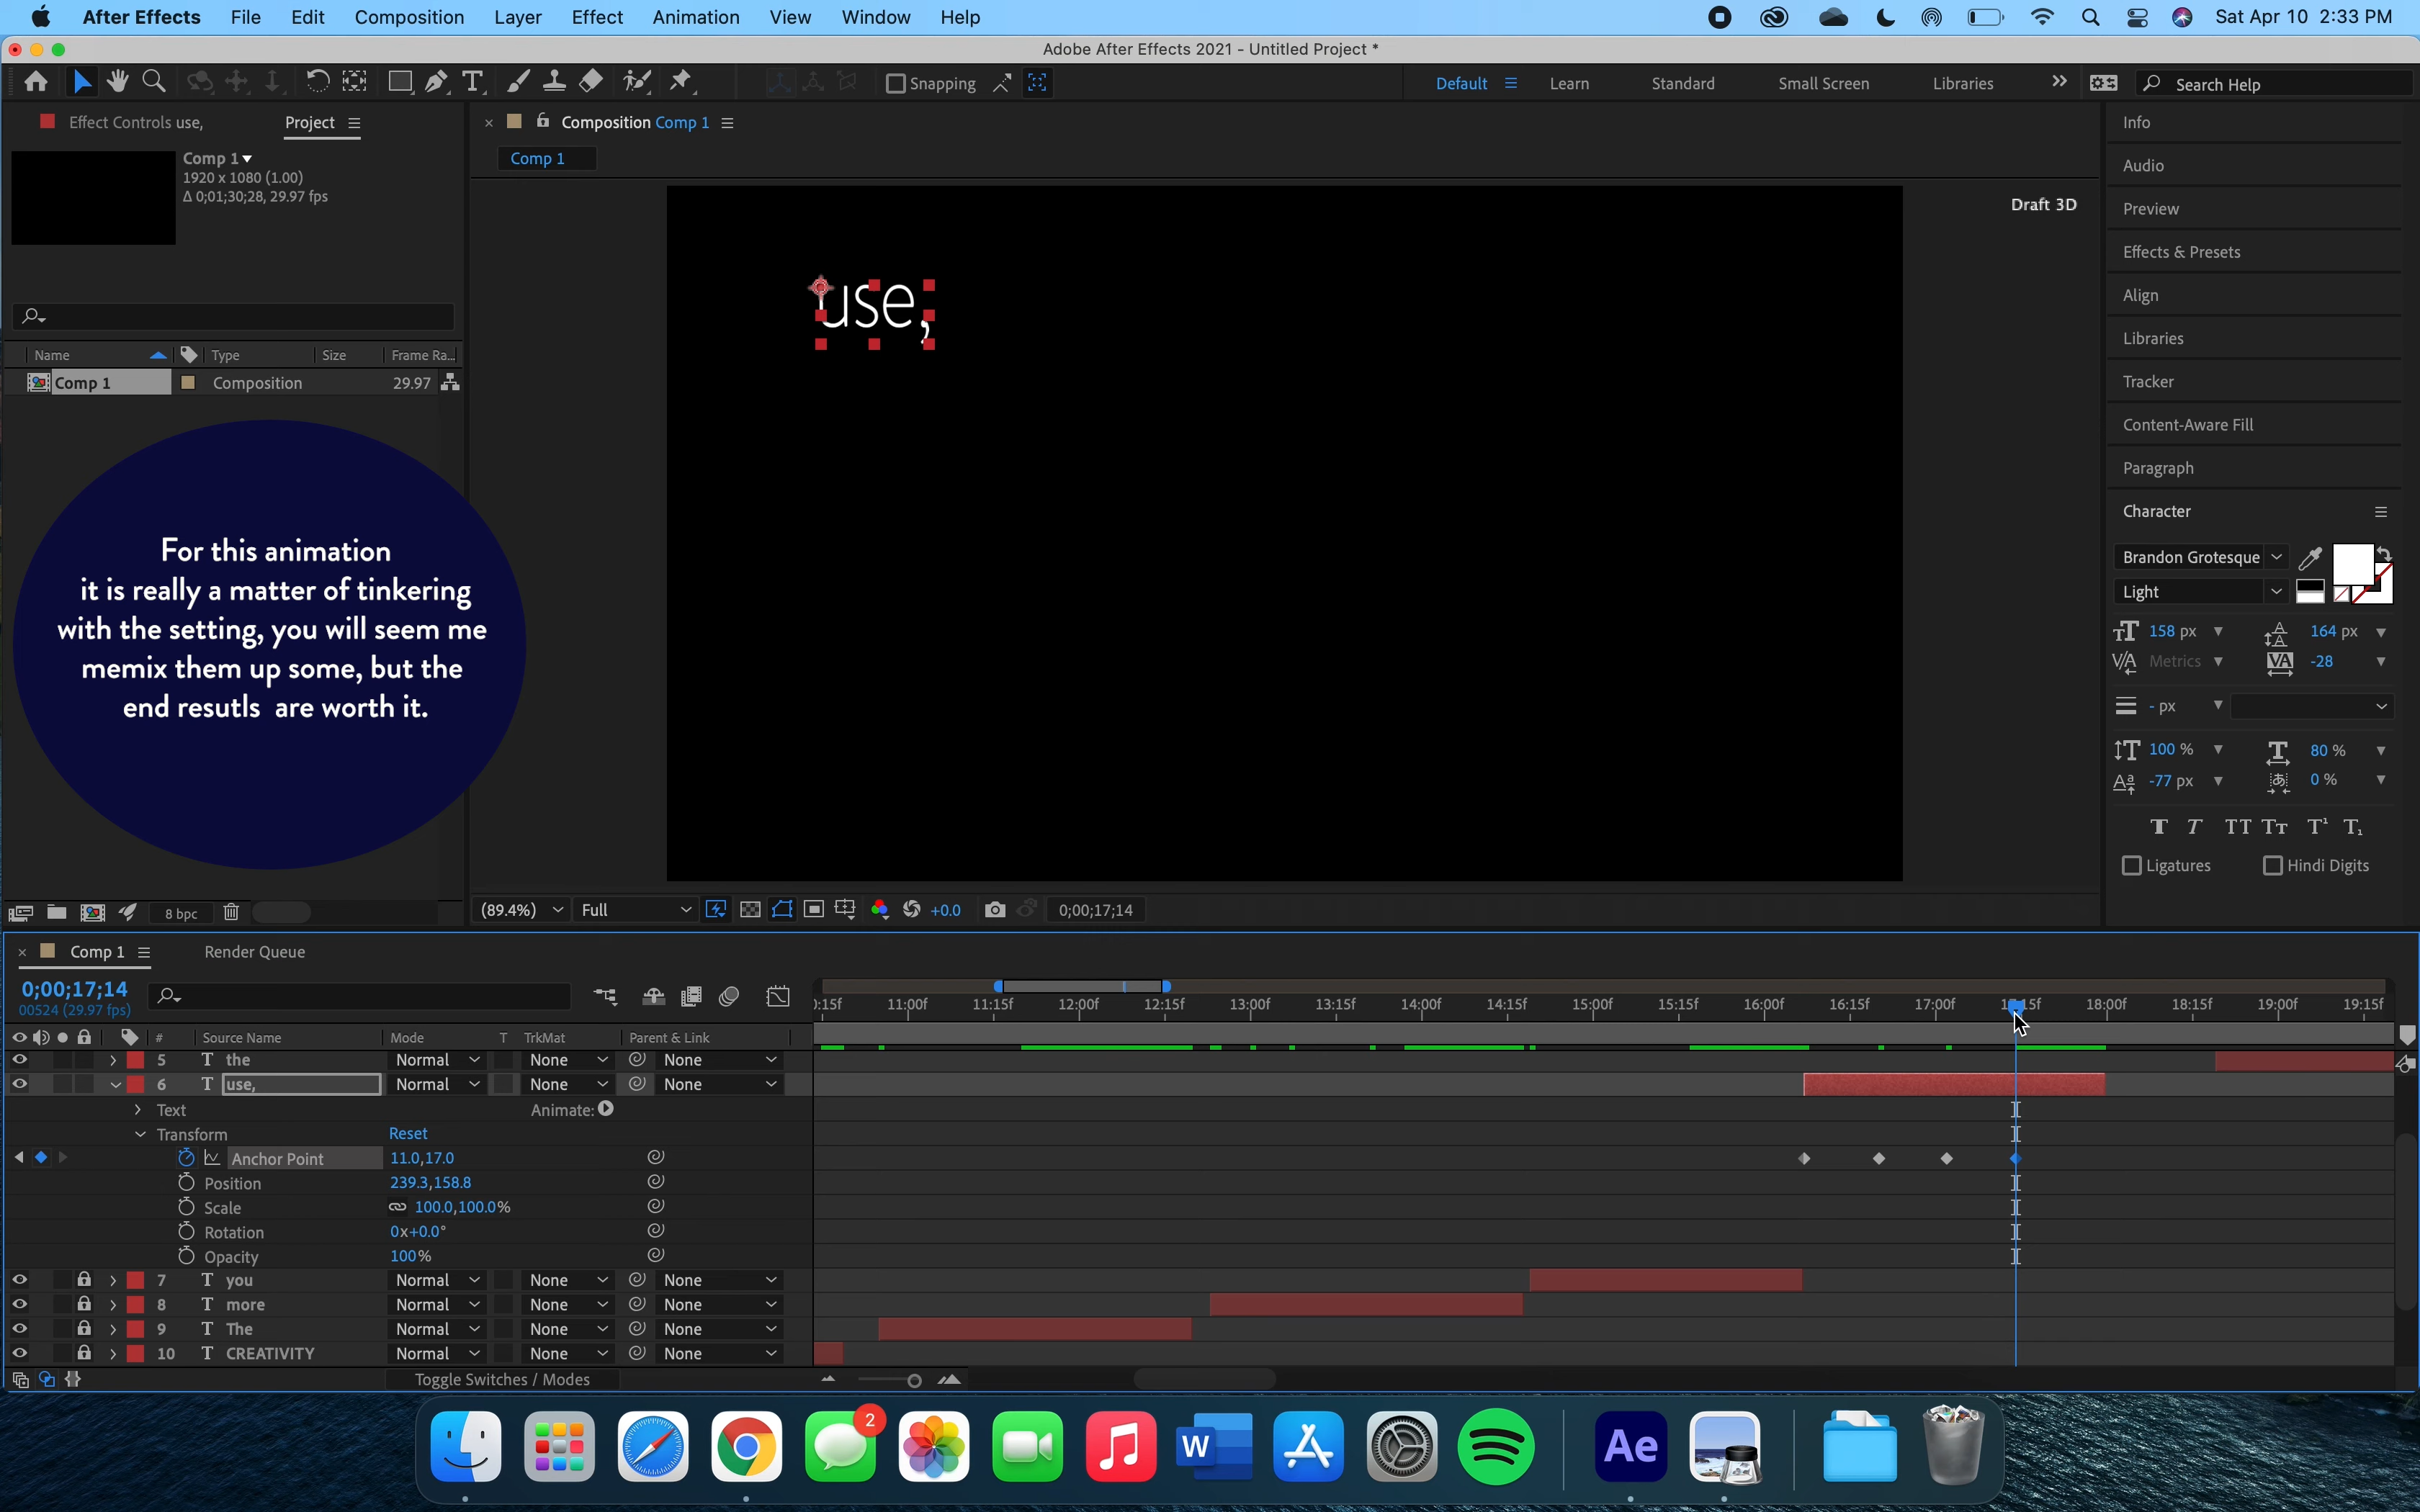 After Effects File Edit Composition Layer Effect Animation View Window Help Sat Apr 10 2:33 PM
Adobe After Effects 2021 - Untitled Project *
Snapping Default Learn Standard Small Screen Libraries Search Help
Effect Controls use, Project
Composition Comp 1
Comp 1
1920 x 1080 (1.00)
Δ 0;01;30;28, 29.97 fps
Comp 1
Name Type Size Frame Ra...
Comp 1 Composition 29.97
For this animation
it is really a matter of tinkering
with the setting, you will seem me
memix them up some, but the
end resutls are worth it.
8 bpc
use,
Draft 3D
(89.4%) Full +0.0 0;00;17;14
Info
Audio
Preview
Effects & Presets
Align
Libraries
Tracker
Content-Aware Fill
Paragraph
Character
Brandon Grotesque
Light
158 px 164 px
Metrics -28
- px
100 % 80 %
-77 px 0 %
T T TT Tt T¹ T₁
Ligatures Hindi Digits
Comp 1 Render Queue
0;00;17;14
00524 (29.97 fps)
):15f 11:00f 11:15f 12:00f 12:15f 13:00f 13:15f 14:00f 14:15f 15:00f 15:15f 16:00f 16:15f 17:00f 17:15f 18:00f 18:15f 19:00f 19:15f
# Source Name Mode T TrkMat Parent & Link
5 T the Normal None None
6 T use, Normal None None
Text Animate:
Transform Reset
Anchor Point 11.0,17.0
Position 239.3,158.8
Scale 100.0,100.0%
Rotation 0x+0.0°
Opacity 100%
7 T you Normal None None
8 T more Normal None None
9 T The Normal None None
10 T CREATIVITY Normal None None
Toggle Switches / Modes
2
W
Ae